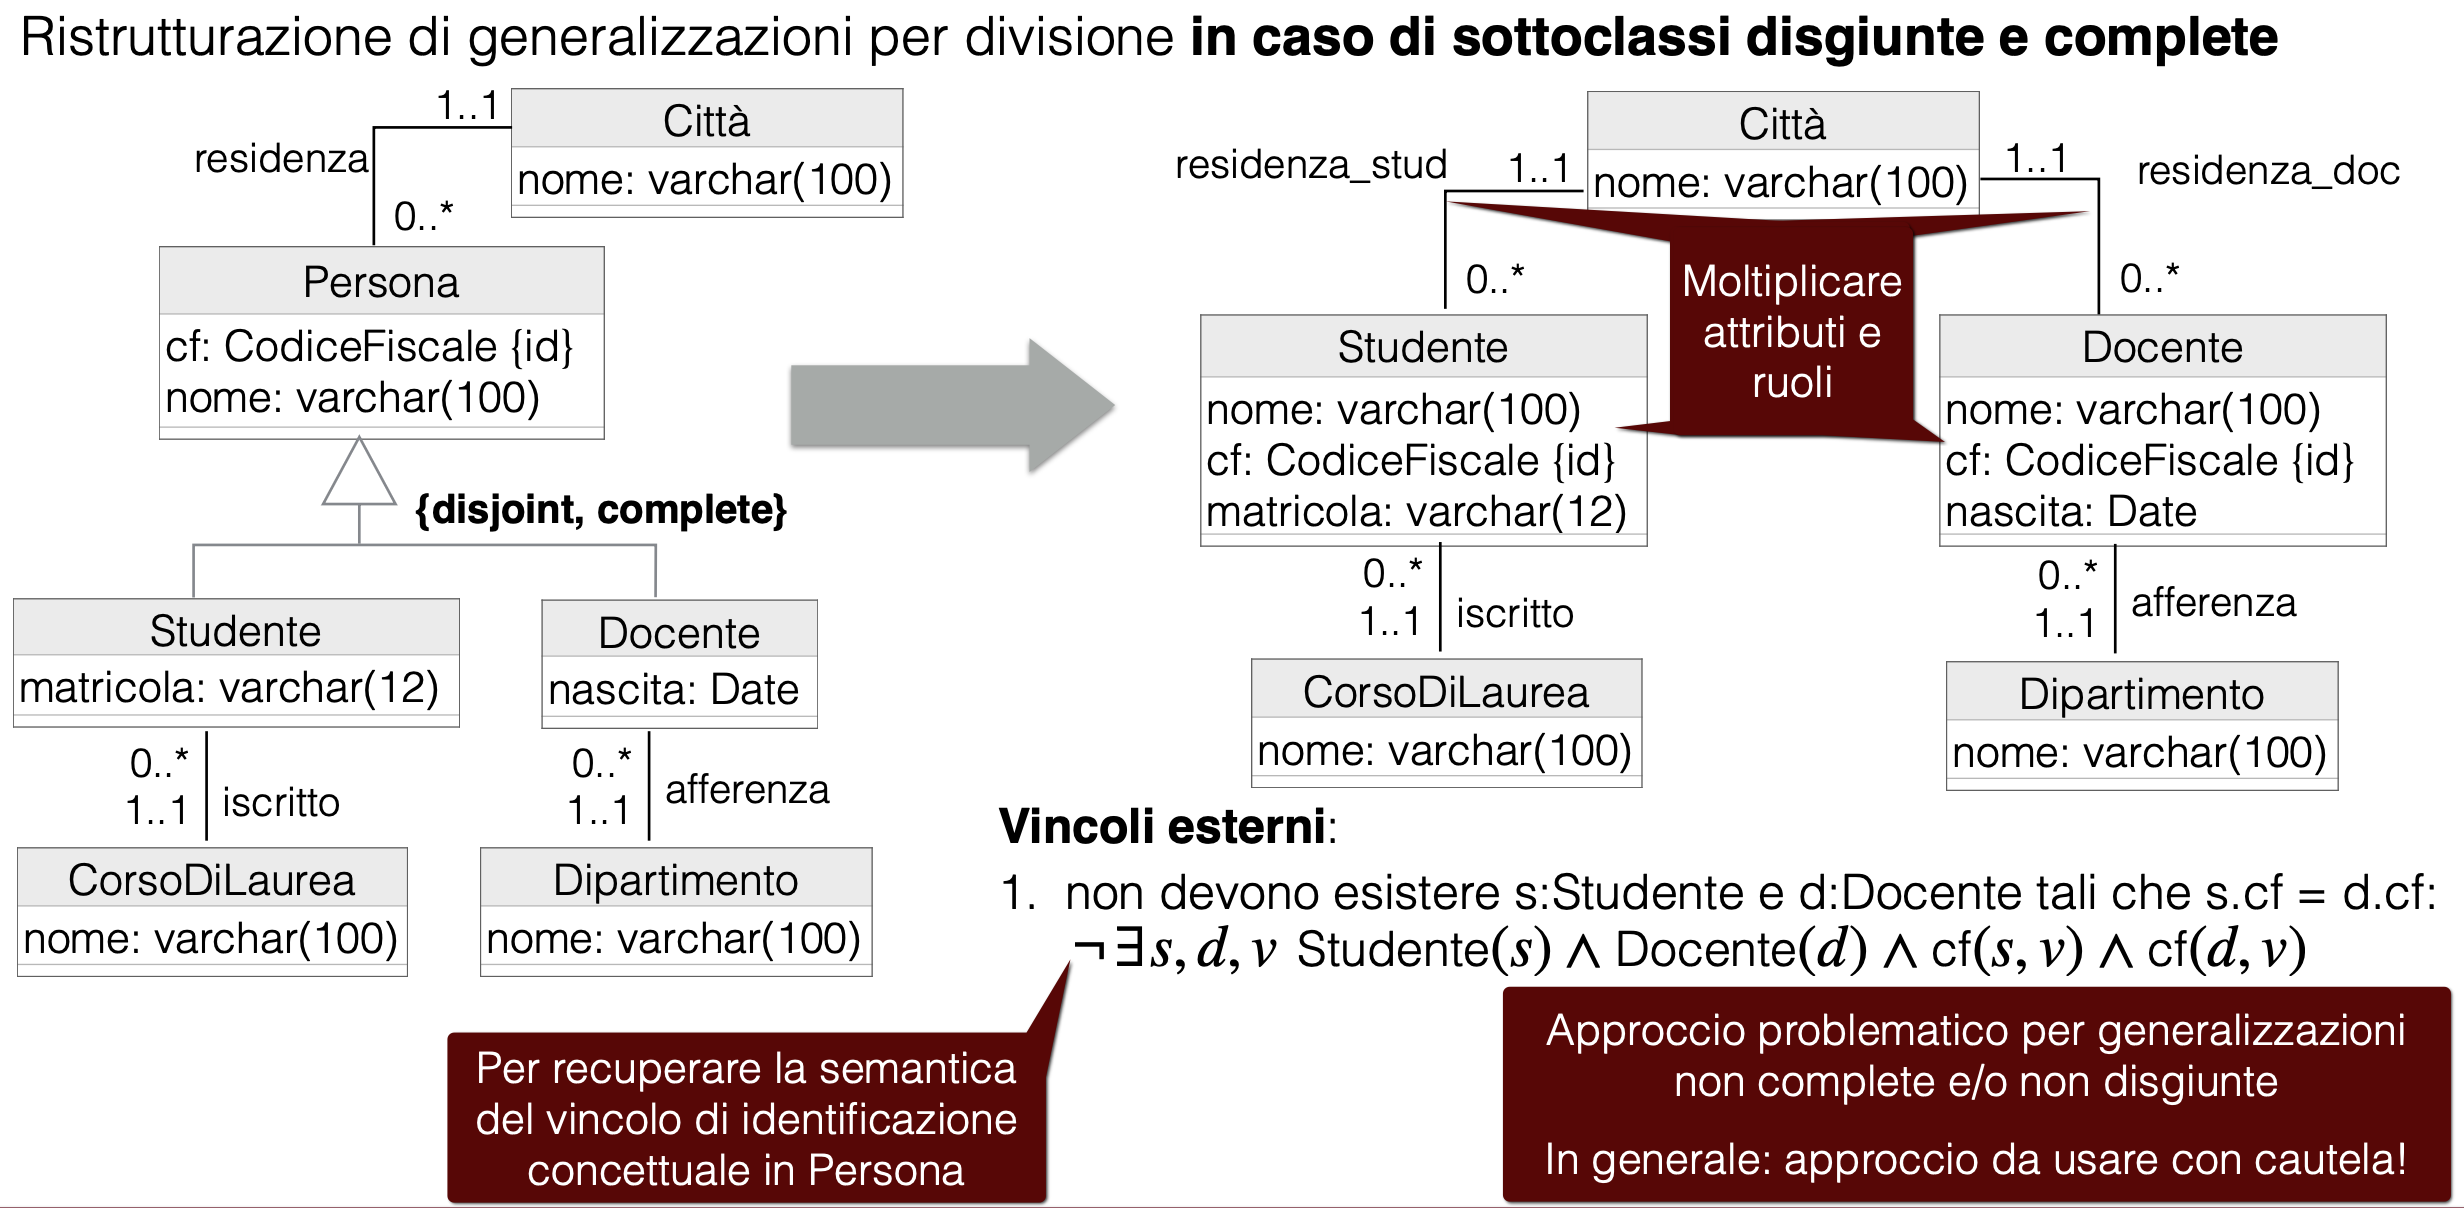 Ristrutturazione di generalizzazioni per divisione in caso di sottoclassi disgiunte e complete
1..1
Città
nome: varchar(100)
residenza
0..*
Persona
cf: CodiceFiscale {id}
nome: varchar(100)
{disjoint, complete}
Studente
matricola: varchar(12)
Docente
nascita: Date
0..*
1..1
iscritto
0..*
1..1
afferenza
CorsoDiLaurea
nome: varchar(100)
Dipartimento
nome: varchar(100)
Città
nome: varchar(100)
residenza_stud
1..1
1..1
residenza_doc
0..*
0..*
Moltiplicare
attributi e
ruoli
Studente
nome: varchar(100)
cf: CodiceFiscale {id}
matricola: varchar(12)
Docente
nome: varchar(100)
cf: CodiceFiscale {id}
nascita: Date
0..*
1..1
iscritto
0..*
1..1
afferenza
CorsoDiLaurea
nome: varchar(100)
Dipartimento
nome: varchar(100)
Vincoli esterni:
1. non devono esistere s:Studente e d:Docente tali che s.cf = d.cf:
¬∃s, d, v Studente(s) ∧ Docente(d) ∧ cf(s, v) ∧ cf(d, v)
Per recuperare la semantica
del vincolo di identificazione
concettuale in Persona
Approccio problematico per generalizzazioni
non complete e/o non disgiunte
In generale: approccio da usare con cautela!